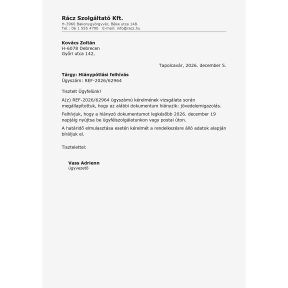 Rácz Szolgáltató Kft.
H-3960 Bakonygyörgyvár, Béke utca 148.
Tel.: 06 1 555 4798 E-mail: info@racz.hu
Kovács Zoltán
H-6078 Debrecen
Győri utca 142.
Tapolcavár, 2026. december 5.
Tárgy: Hiánypótlási felhívás
Ügyszám: REF-2026/62964
Tisztelt Ügyfelünk!
A(z) REF-2026/62964 ügyszámú kérelmének vizsgálata során
megállapítottuk, hogy az alábbi dokumentum hiányzik: jövedelemigazolás.
Felhívjuk, hogy a hiányzó dokumentumot legkésőbb 2026. december 19
napjáig nyújtsa be ügyfélszolgálatunkon vagy postai úton.
A határidő elmulasztása esetén kérelmét a rendelkezésre álló adatok alapján
bíráljuk el.
Tisztelettel:
Vass Adrienn
ügyvezető